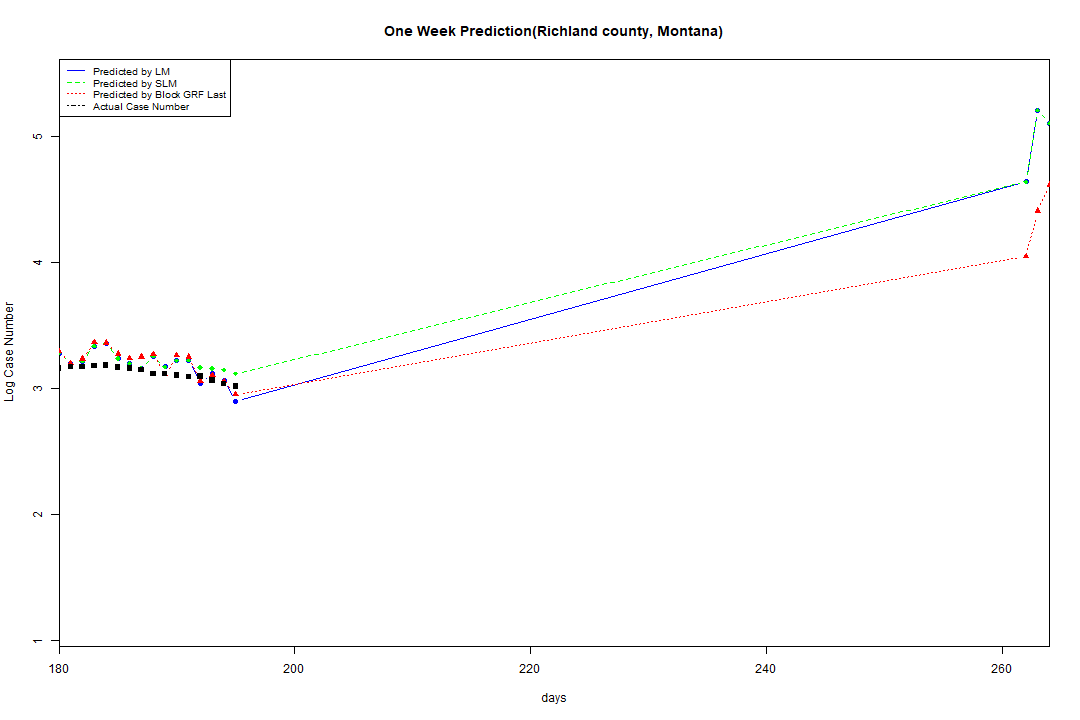 One Week Prediction(Richland county, Montana)
Predicted by LM
Predicted by SLM
Predicted by Block GRF Last
Actual Case Number
Log Case Number
5
4
3
2
1
180 200 220 240 260
days